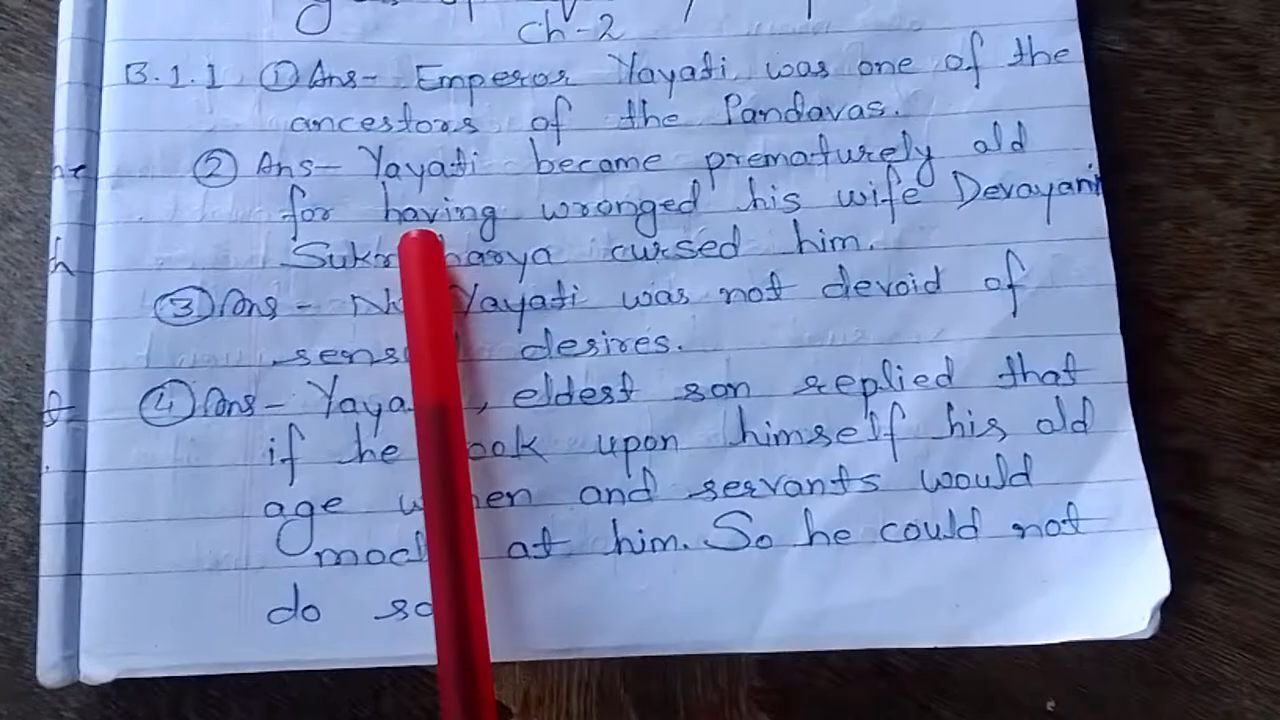 Ch-2
B.1.1 ① Ans- Emperor Yayati was one of the
ancestors of the Pandavas.
② Ans- Yayati became prematurely old
for having wronged his wife Devayani
cursed him.
③ Ans - Yayati was not devoid of
desires.
④ Ans- , eldest son replied that
if he upon himself his old
age and servants would
at him. So he could not
do